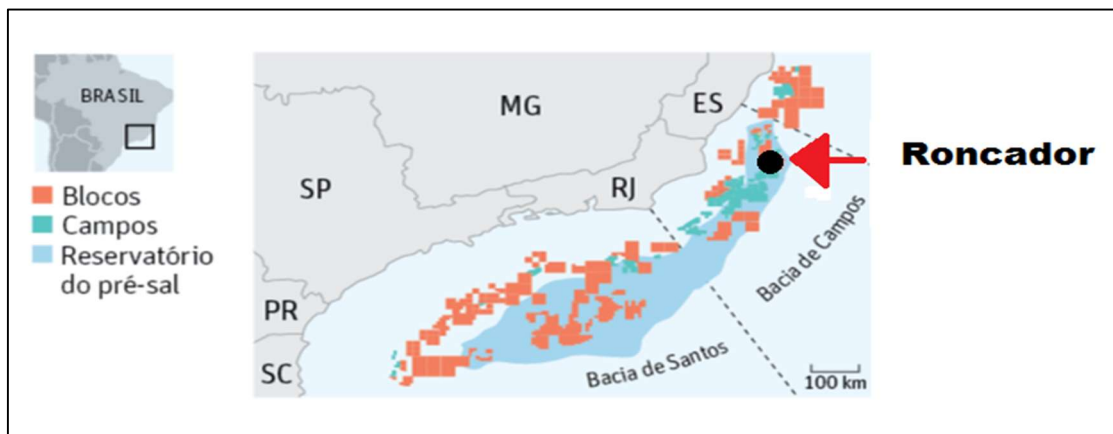 BRASIL
Blocos
Campos
Reservatório
do pré-sal
MG
ES
SP
RJ
PR
SC
Roncador
Bacia de Campos
Bacia de Santos
100 km